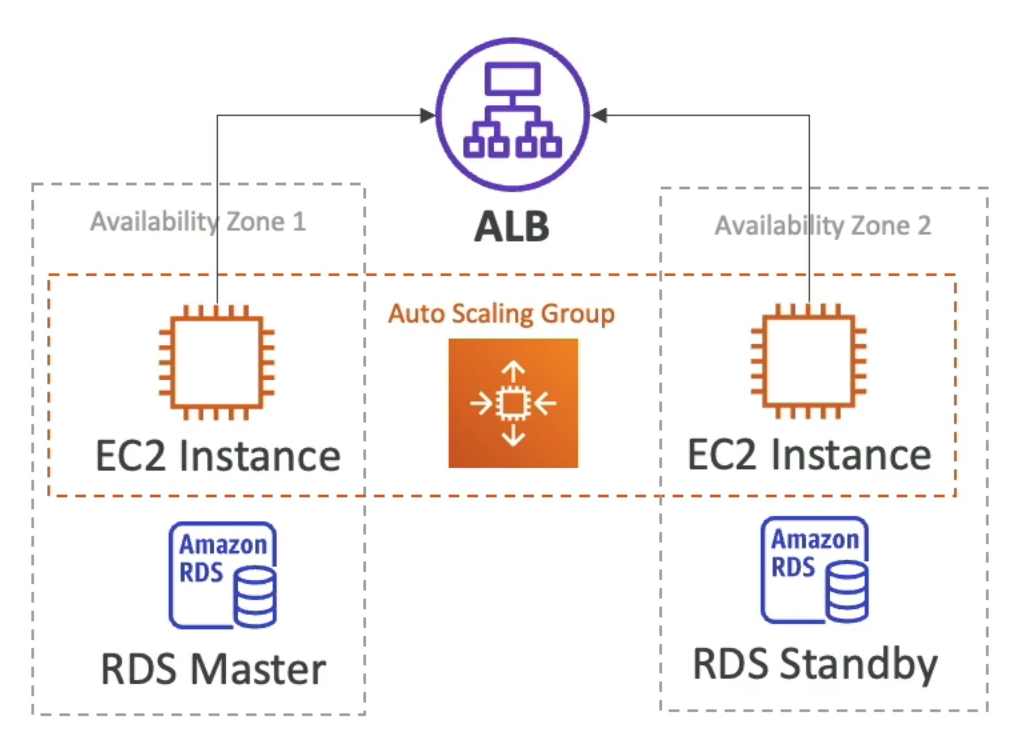 ALB
Availability Zone 1
Availability Zone 2
Auto Scaling Group
EC2 Instance
EC2 Instance
Amazon
RDS
Amazon
RDS
RDS Master
RDS Standby